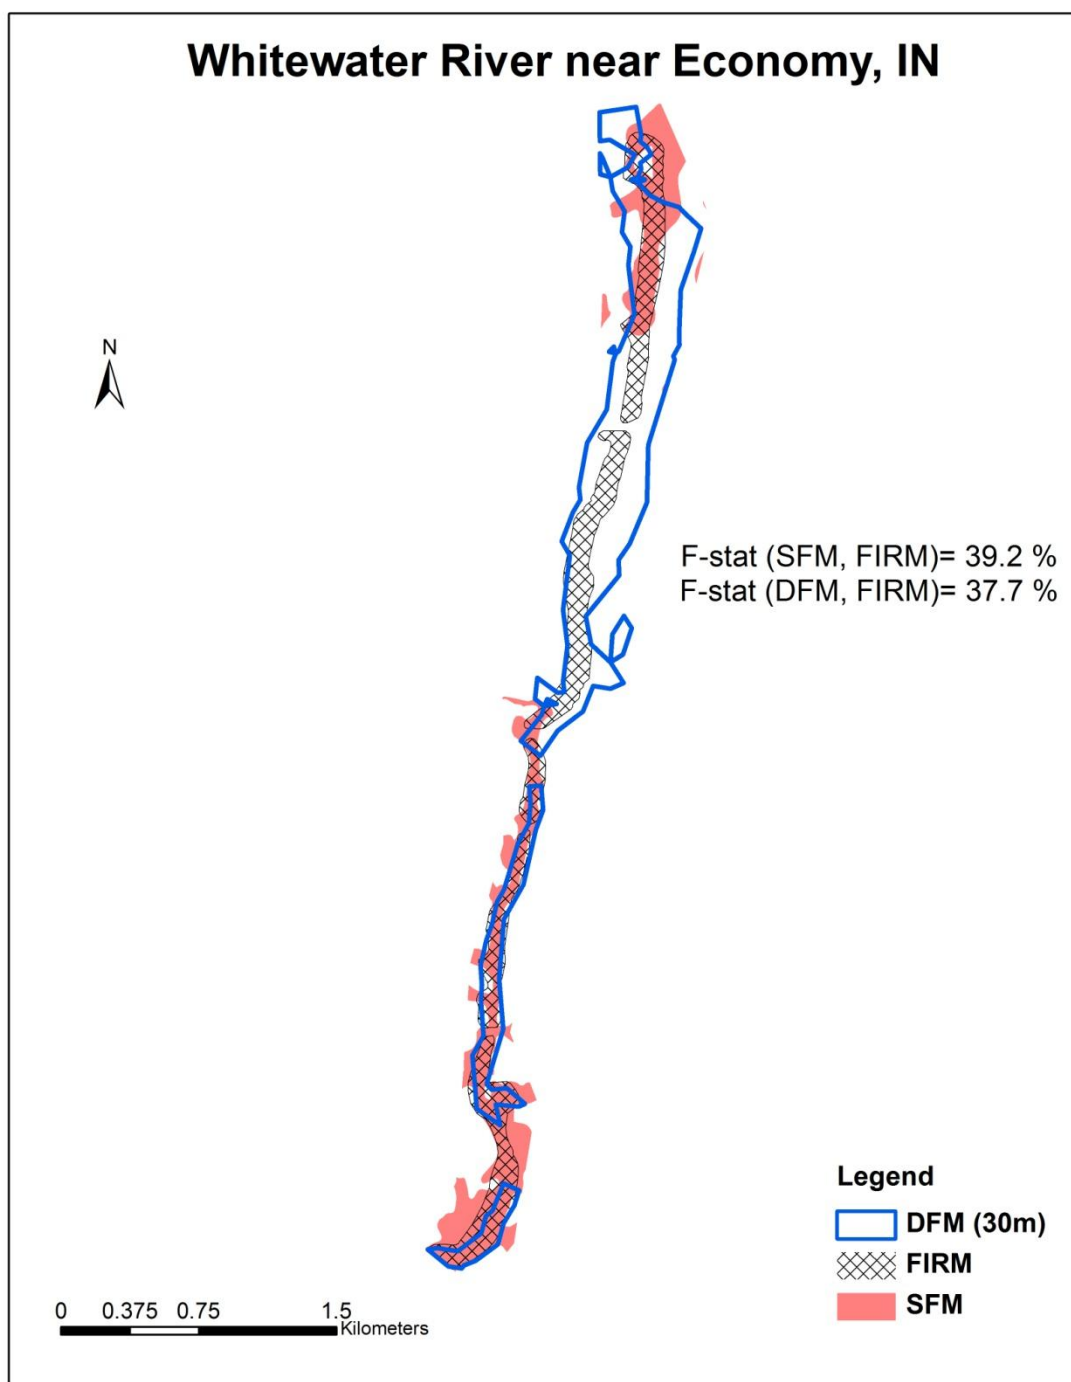 Whitewater River near Economy, IN
N
F-stat (SFM, FIRM)= 39.2 %
F-stat (DFM, FIRM)= 37.7 %
Legend
DFM (30m)
FIRM
SFM
0 0.375 0.75 1.5
Kilometers